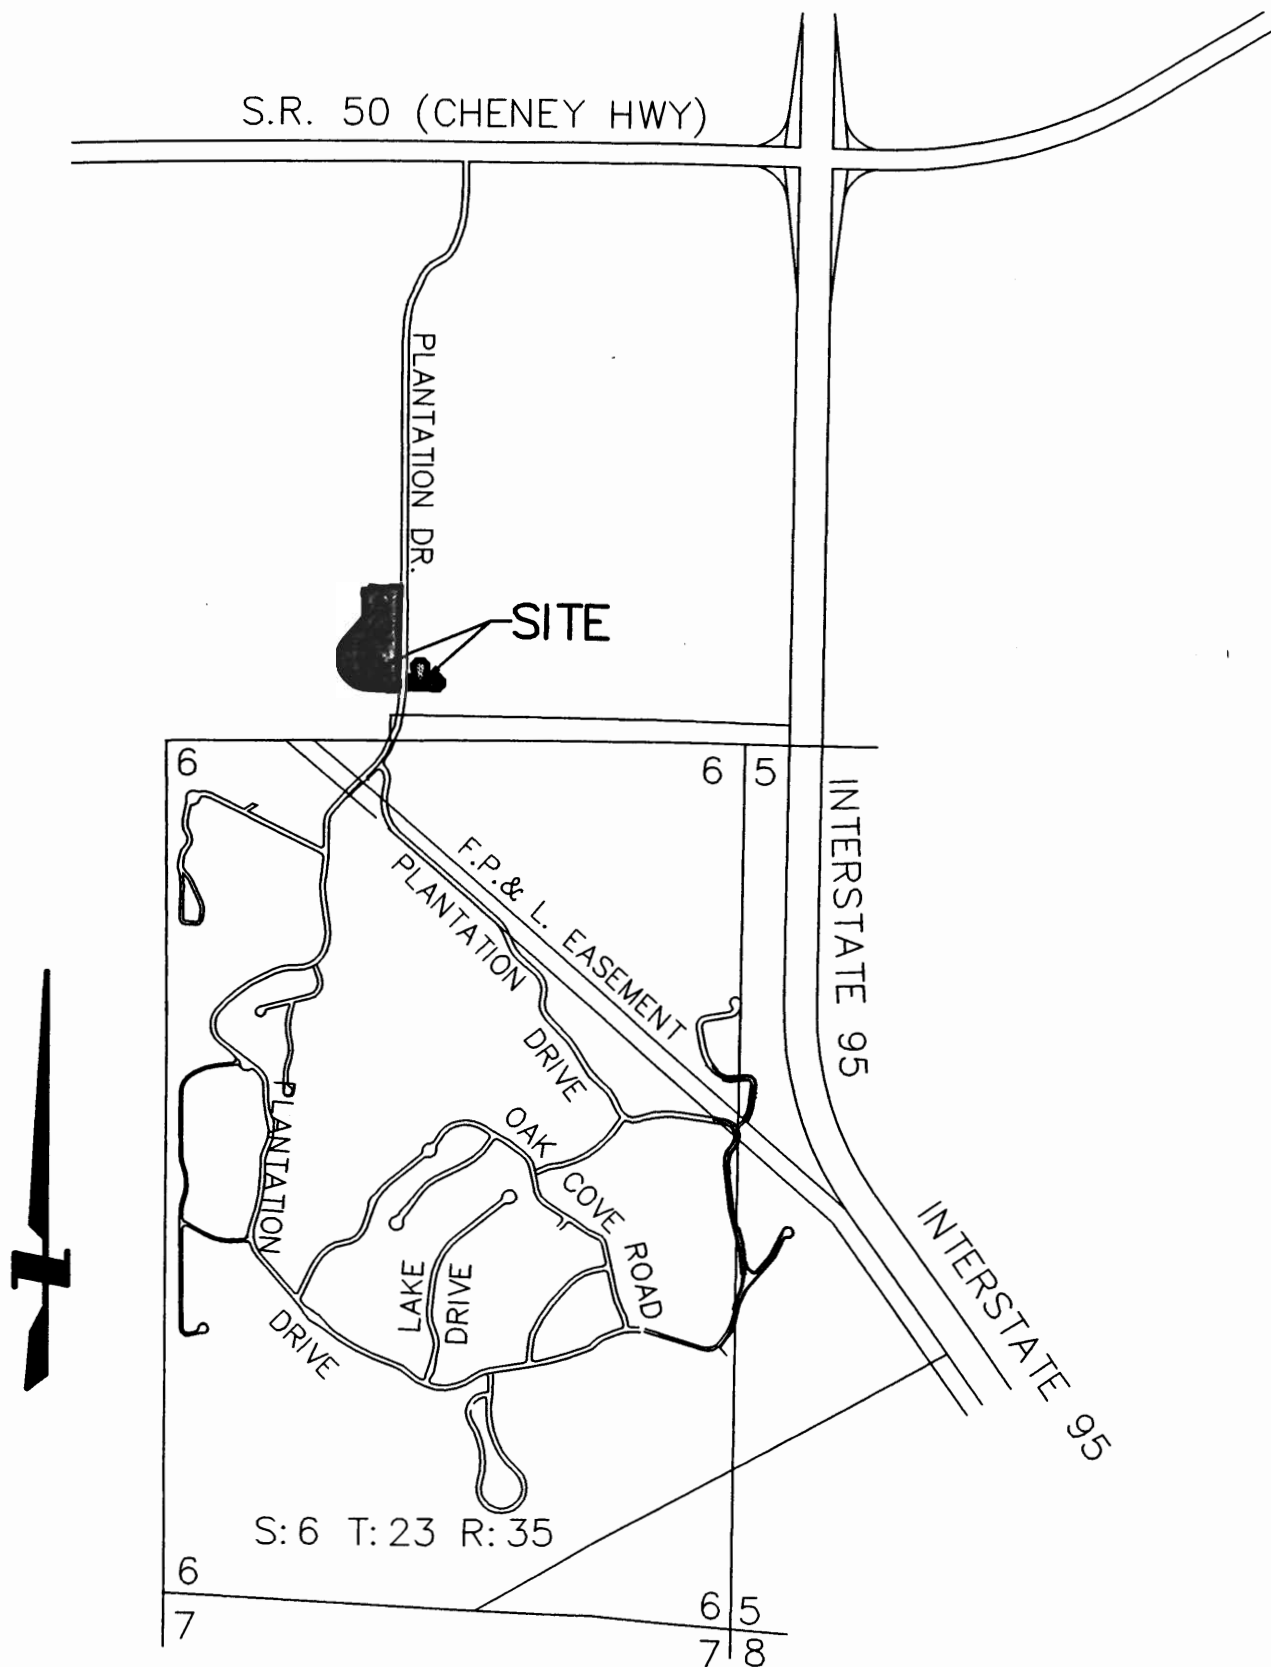 S.R. 50 (CHENEY HWY)
PLANTATION DR.
SITE
6
6 5
INTERSTATE 95
F.P.& L. EASEMENT
PLANTATION
DRIVE
OAK
COVE
ROAD
PLANTATION
DRIVE
LAKE
DRIVE
INTERSTATE 95
S: 6 T: 23 R: 35
6
7
6 5
7 8